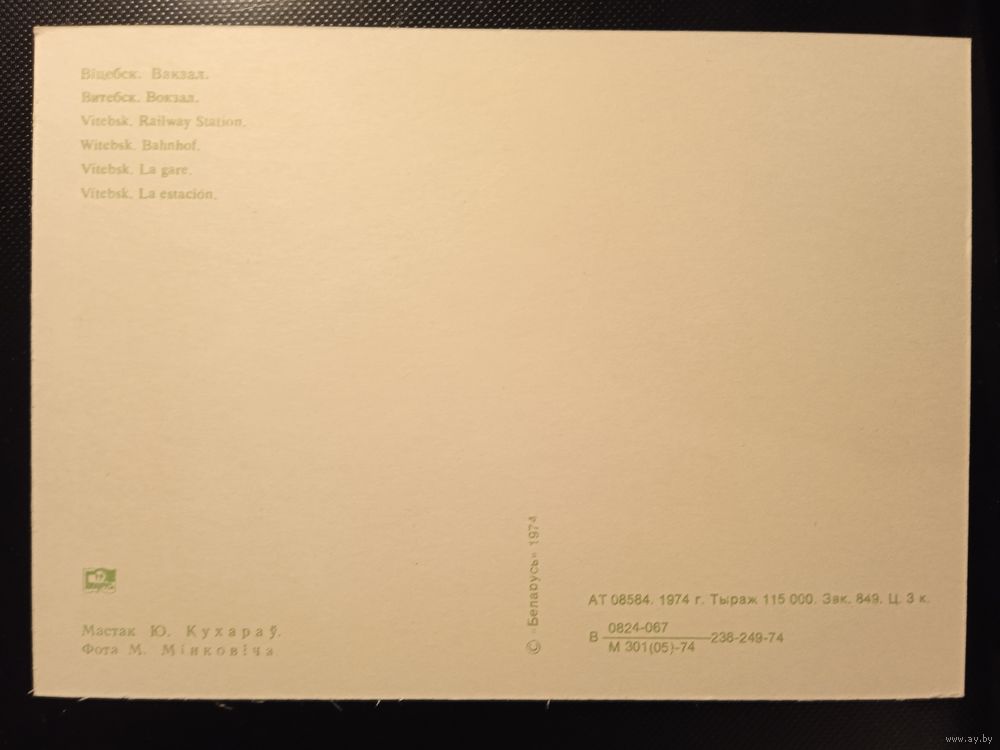 Віцебск. Вакзал.
Витебск. Вокзал.
Vitebsk. Railway Station.
Witebsk. Bahnhof.
Vitebsk. La gare.
Vitebsk. La estación.
Мастак Ю. Кухараў.
Фота М. Мінковіча
© «Беларусь» 1974
АТ 08584. 1974 г. Тыраж 115 000. Зак. 849. Ц. 3 к.
В 0824-067 238-249-74
М 301(05)-74
www.ay.by